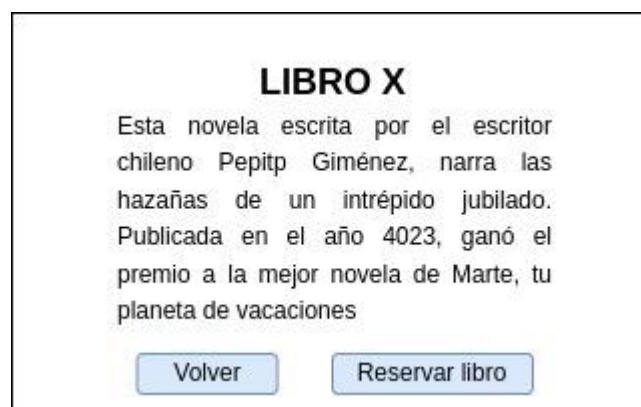 LIBRO X
Esta novela escrita por el escritor
chileno Pepitp Giménez, narra las
hazañas de un intrépido jubilado.
Publicada en el año 4023, ganó el
premio a la mejor novela de Marte, tu
planeta de vacaciones
Volver Reservar libro